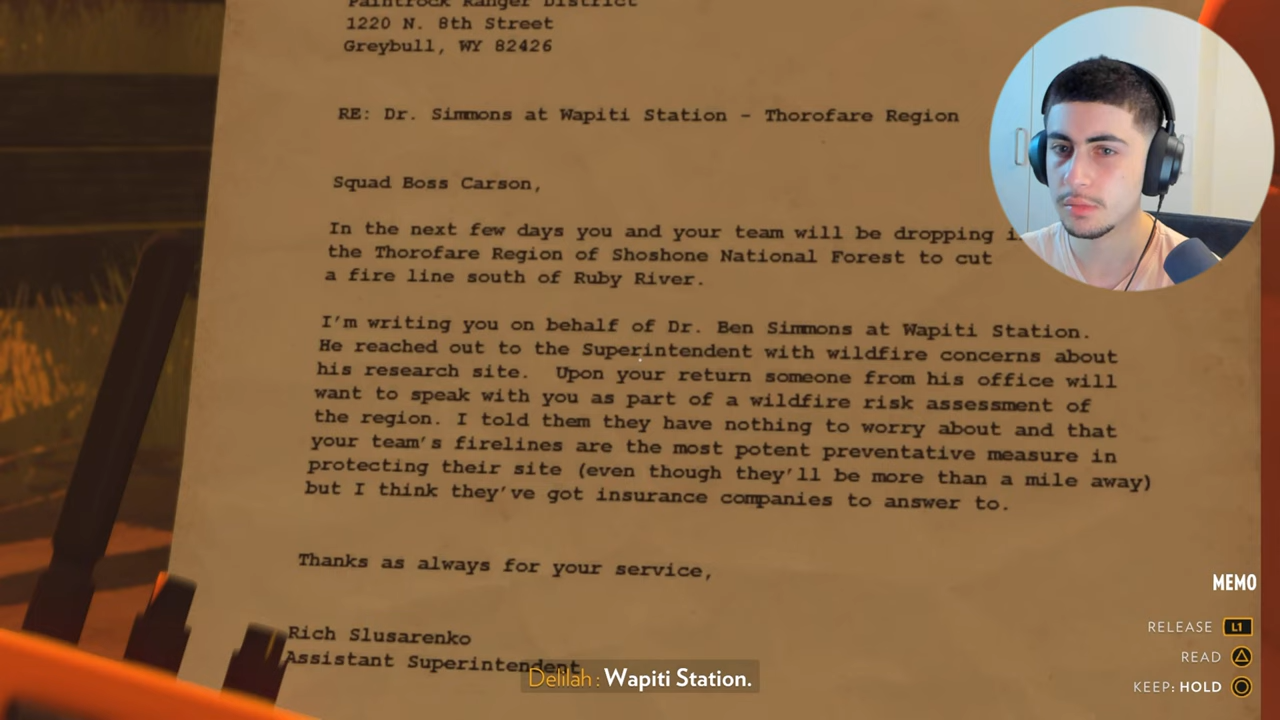 Paintrock Ranger District
1220 N. 8th Street
Greybull, WY 82426
RE: Dr. Simmons at Wapiti Station - Thorofare Region
Squad Boss Carson,
In the next few days you and your team will be dropping
the Thorofare Region of Shoshone National Forest to cut
a fire line south of Ruby River.
I'm writing you on behalf of Dr. Ben Simmons at Wapiti Station.
He reached out to the Superintendent with wildfire concerns about
his research site. Upon your return someone from his office will
want to speak with you as part of a wildfire risk assessment of
the region. I told them they have nothing to worry about and that
your team's firelines are the most potent preventative measure in
protecting their site (even though they'll be more than a mile away)
but I think they've got insurance companies to answer to.
Thanks as always for your service,
Rich Slusarenko
Assistant Superintendent
Delilah : Wapiti Station.
MEMO
RELEASE L1
READ
KEEP: HOLD